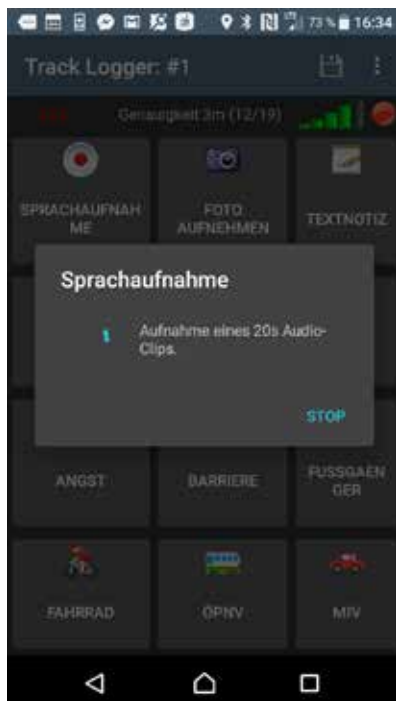 73 % 16:34
Track Logger: #1
Genauigkeit 3m (12/19)
SPRACHAUFNAH
ME
FOTO
AUFNEHMEN
TEXTNOTIZ
Sprachaufnahme
Aufnahme eines 20s Audio-
Clips.
STOP
ANGST
BARRIERE
FUSSGAEN
GER
FAHRRAD
ÖPNV
MIV